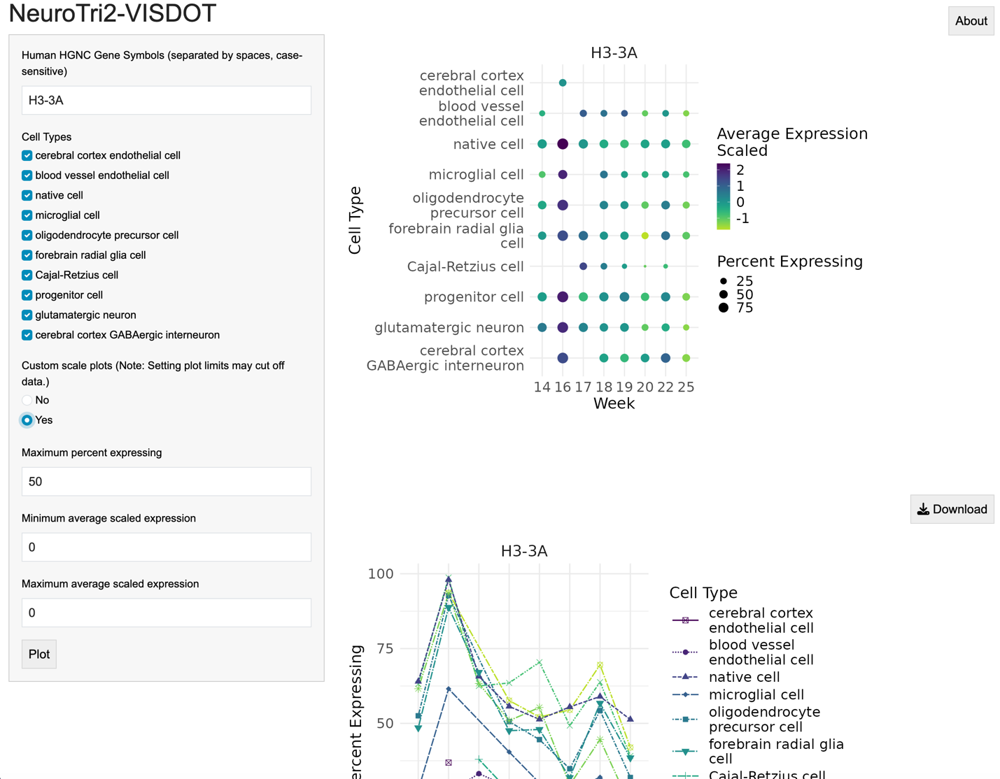 NeuroTri2-VISDOT
About
Human HGNC Gene Symbols (separated by spaces, case-
sensitive)
H3-3A
Cell Types
cerebral cortex endothelial cell
blood vessel endothelial cell
native cell
microglial cell
oligodendrocyte precursor cell
forebrain radial glia cell
Cajal-Retzius cell
progenitor cell
glutamatergic neuron
cerebral cortex GABAergic interneuron
Custom scale plots (Note: Setting plot limits may cut off
data.)
No
Yes
Maximum percent expressing
50
Minimum average scaled expression
0
Maximum average scaled expression
0
Plot
H3-3A
Cell Type
cerebral cortex
endothelial cell
blood vessel
endothelial cell
native cell
microglial cell
oligodendrocyte
precursor cell
forebrain radial glia
cell
Cajal-Retzius cell
progenitor cell
glutamatergic neuron
cerebral cortex
GABAergic interneuron
14 16 17 18 19 20 22 25
Week
Average Expression
Scaled
2
1
0
-1
Percent Expressing
25
50
75
Download
H3-3A
100
75
50
ercent Expressing
Cell Type
cerebral cortex
endothelial cell
blood vessel
endothelial cell
native cell
microglial cell
oligodendrocyte
precursor cell
forebrain radial glia
cell
Cajal-Retzius cell